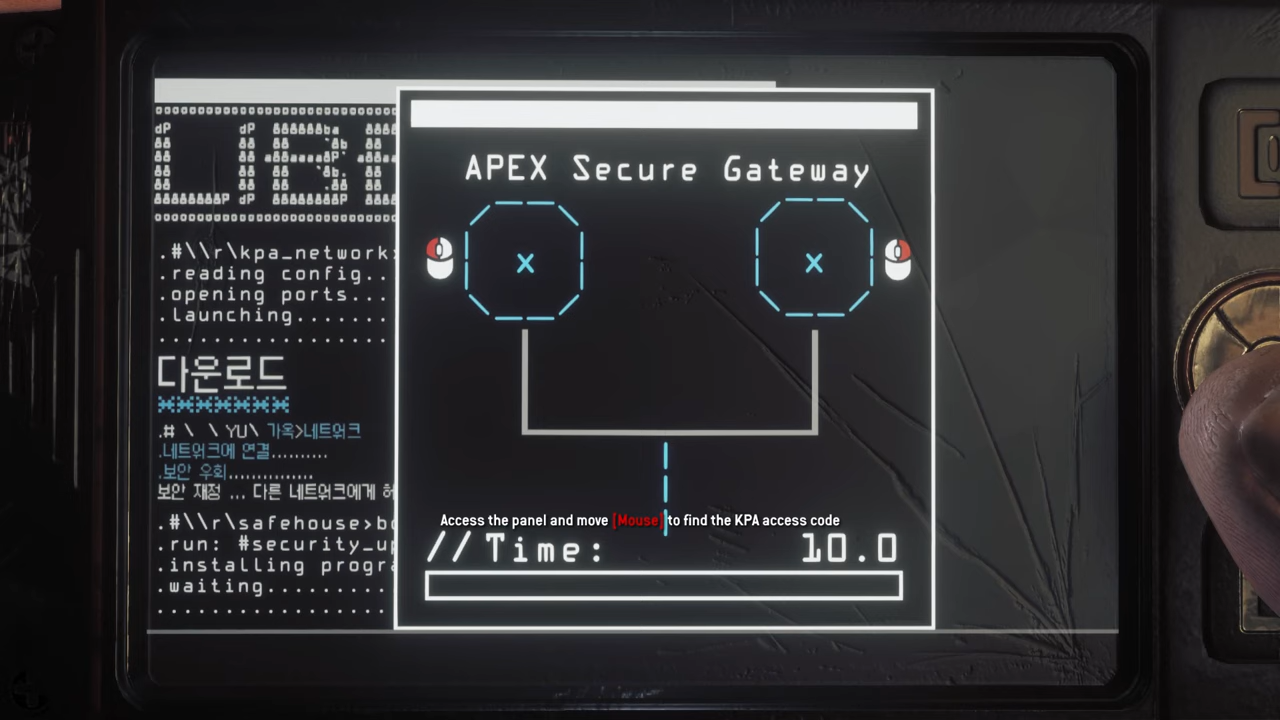 .#\\r\kpa_network:
.reading config..
.opening ports...
.launching.......
다운로드
.# \ \ YU\ 가옥>네트워크
.네트워크에 연결..........
.보안 우회...............
보안 재정 ... 다른 네트워크에게 허
.#\\r\safehouse>bo
.run: #security_up
.installing progra
.waiting..........
APEX Secure Gateway
x
x
Access the panel and move [Mouse] to find the KPA access code
//Time: 10.0